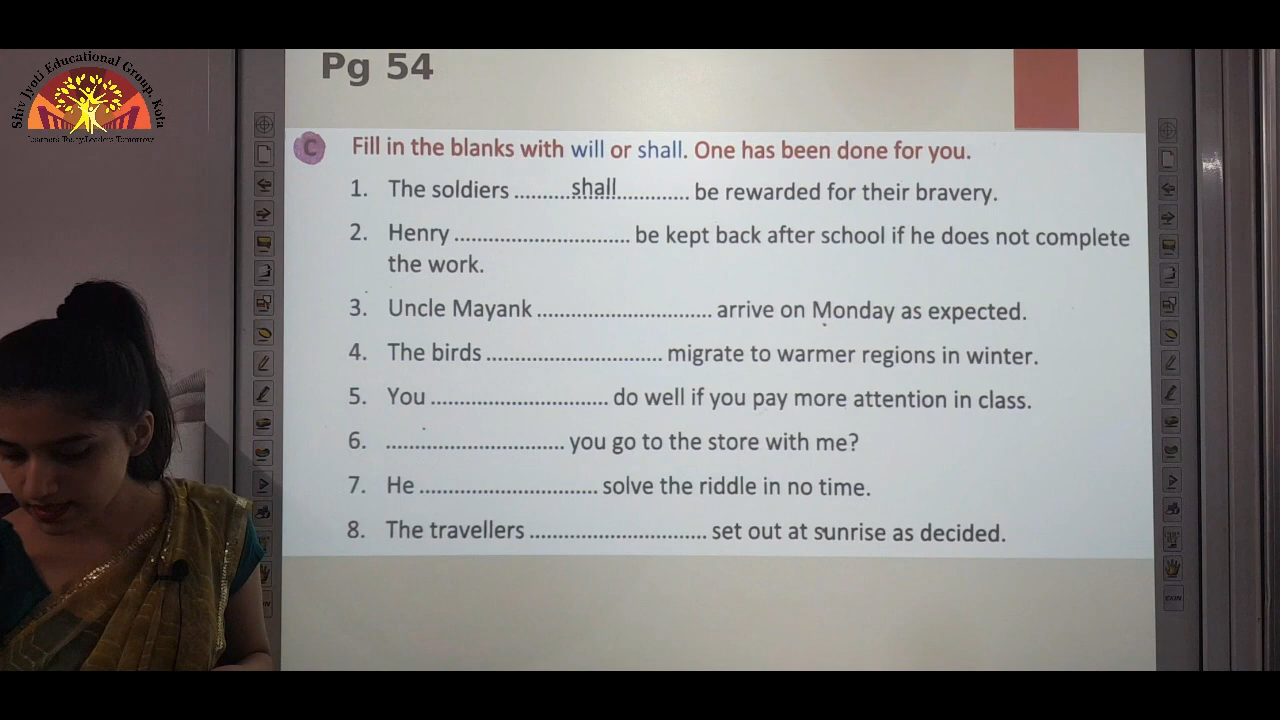 Shiv Jyoti Educational Group, Kota
Learners Today,Leaders Tomorrow
Pg 54
C Fill in the blanks with will or shall. One has been done for you.
1. The soldiers ..........shall.............. be rewarded for their bravery.
2. Henry ................................ be kept back after school if he does not complete
the work.
3. Uncle Mayank ................................ arrive on Monday as expected.
4. The birds ................................ migrate to warmer regions in winter.
5. You ................................ do well if you pay more attention in class.
6. ................................ you go to the store with me?
7. He ................................ solve the riddle in no time.
8. The travellers ................................ set out at sunrise as decided.